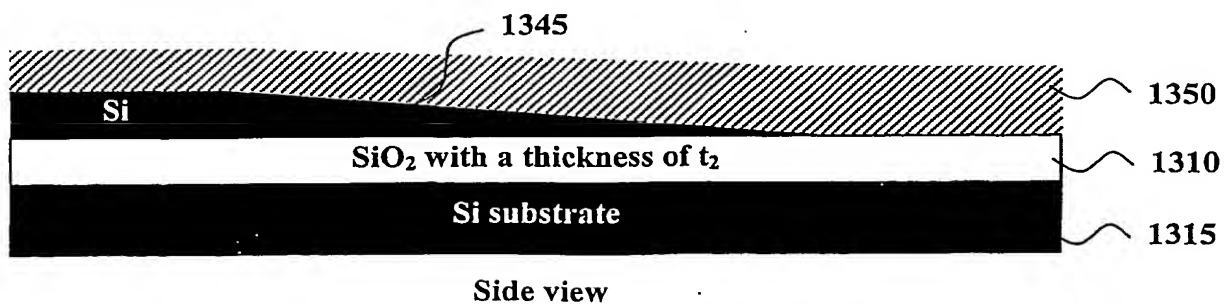 1345
1350
Si
SiO₂ with a thickness of t₂
1310
Si substrate
1315
Side view